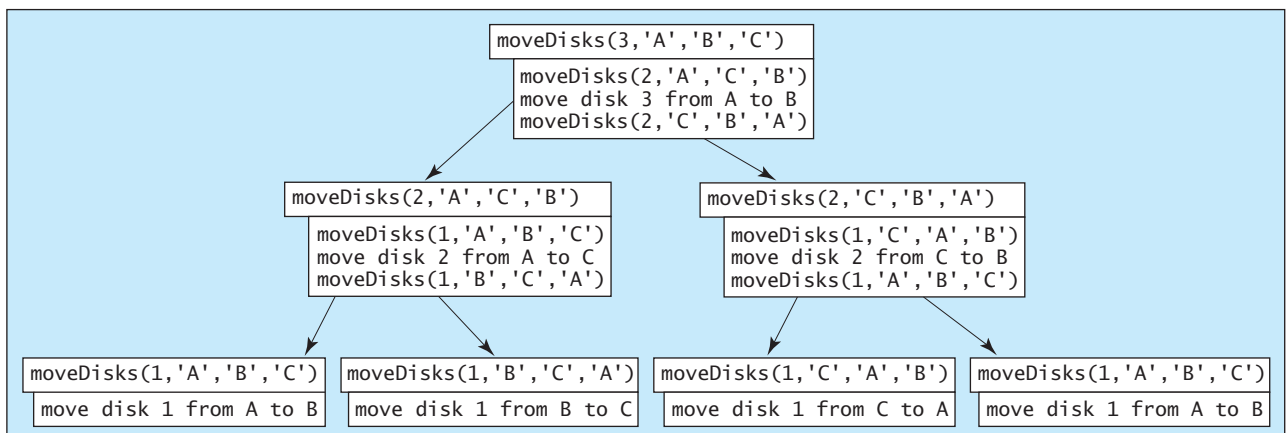 moveDisks(3,'A','B','C')
moveDisks(2,'A','C','B')
move disk 3 from A to B
moveDisks(2,'C','B','A')
moveDisks(2,'A','C','B')
moveDisks(1,'A','B','C')
move disk 2 from A to C
moveDisks(1,'B','C','A')
moveDisks(2,'C','B','A')
moveDisks(1,'C','A','B')
move disk 2 from C to B
moveDisks(1,'A','B','C')
moveDisks(1,'A','B','C')
move disk 1 from A to B
moveDisks(1,'B','C','A')
move disk 1 from B to C
moveDisks(1,'C','A','B')
move disk 1 from C to A
moveDisks(1,'A','B','C')
move disk 1 from A to B